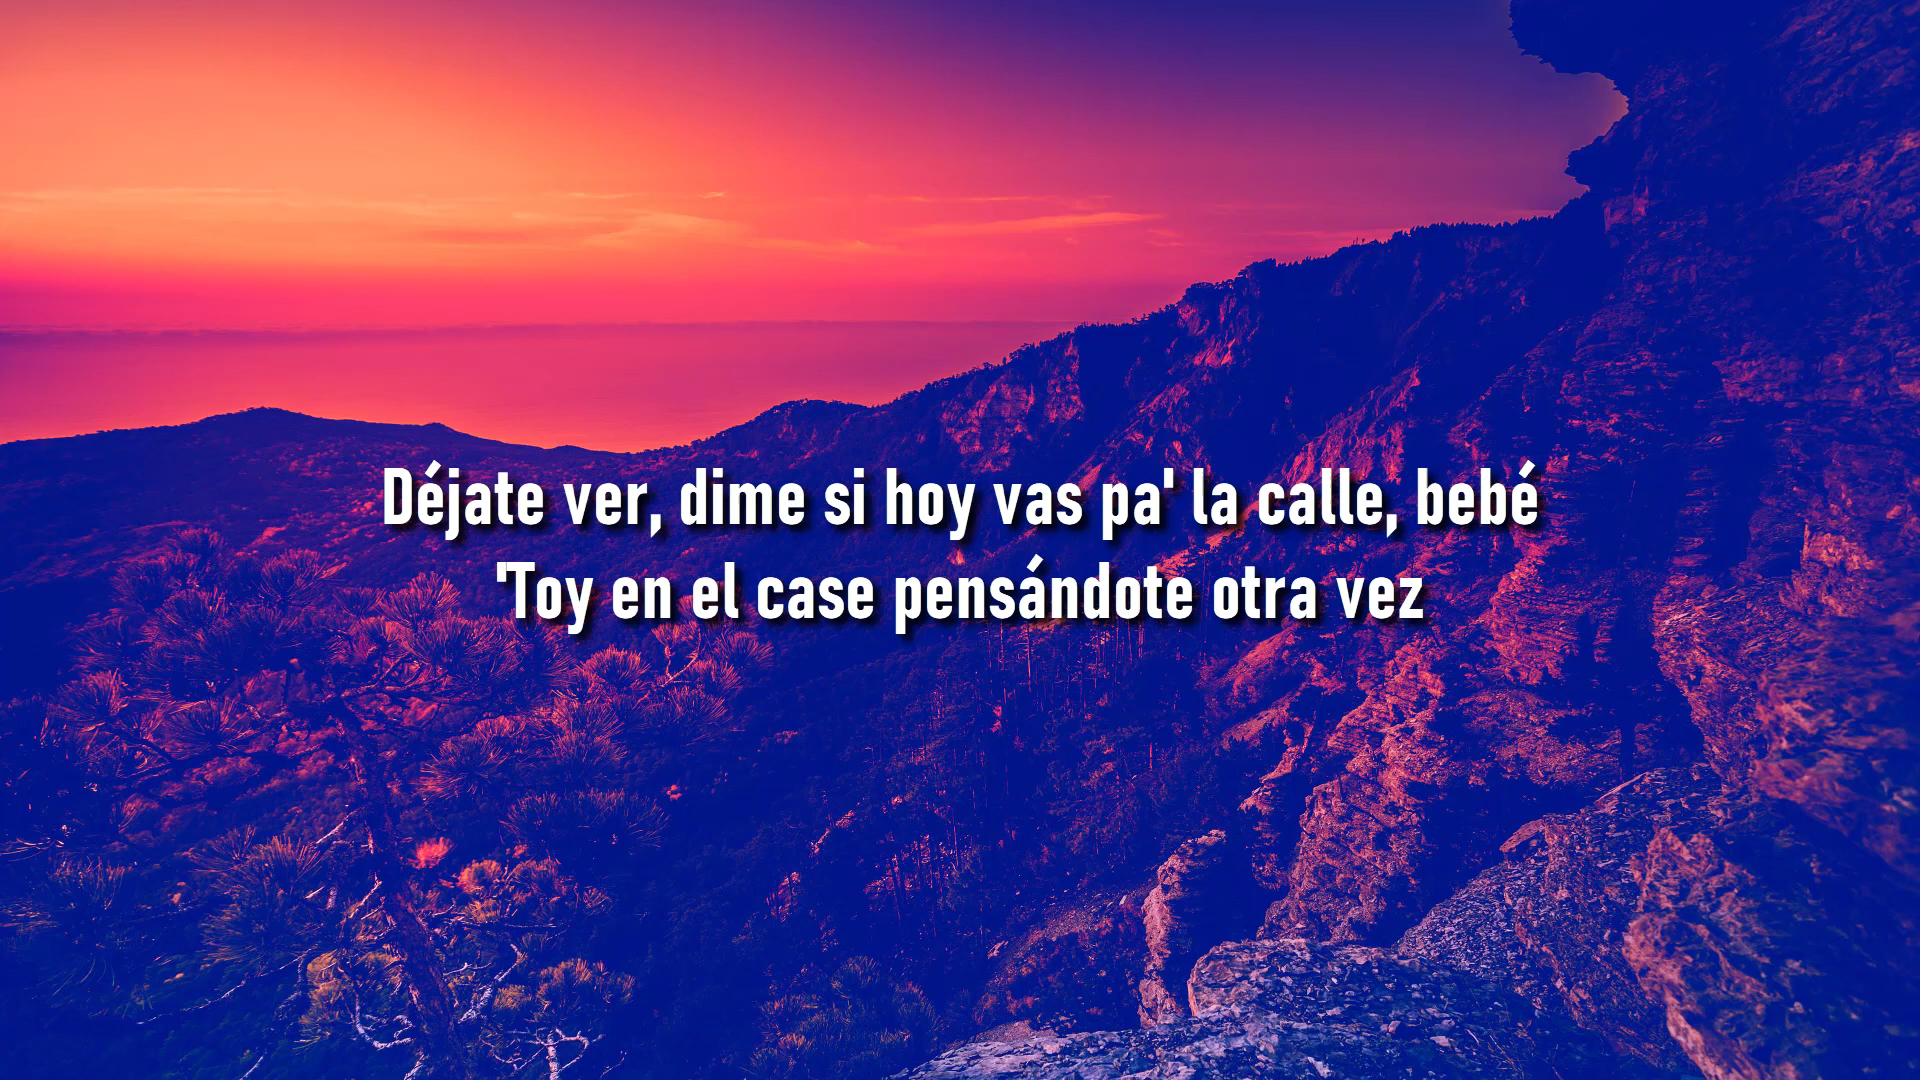 Déjate ver, dime si hoy vas pa' la calle, bebé
'Toy en el case pensándote otra vez